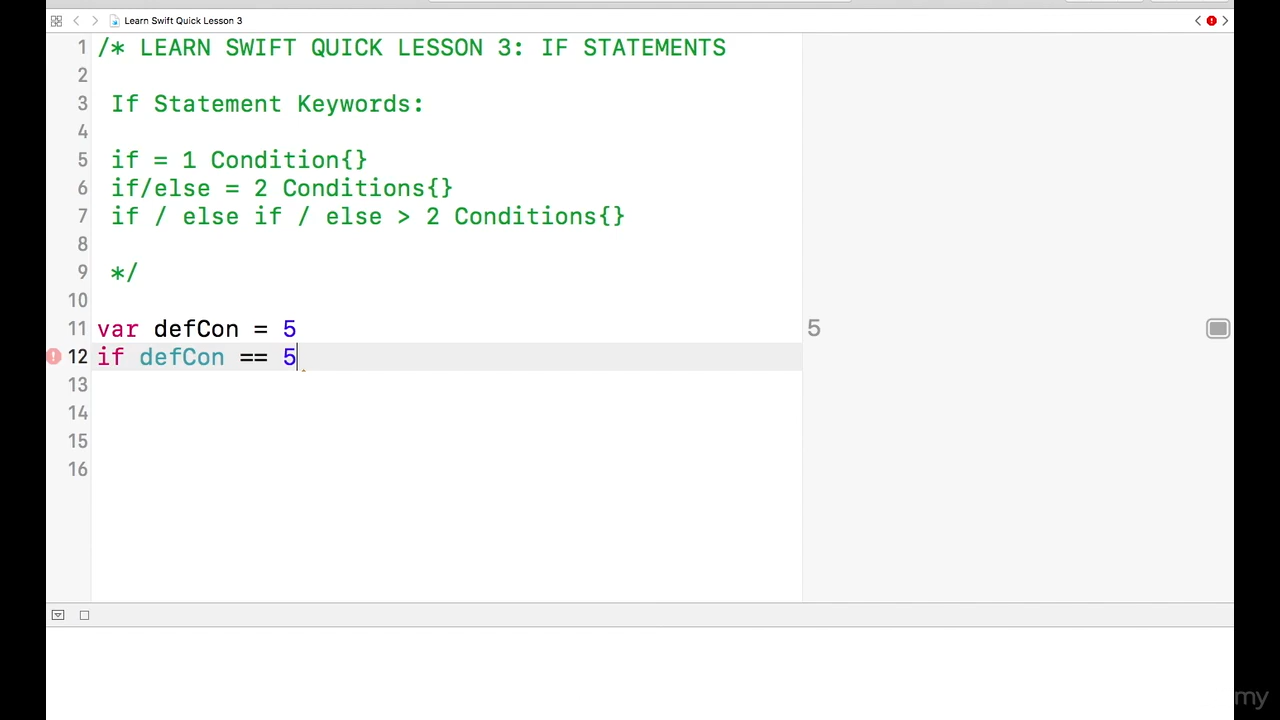 Learn Swift Quick Lesson 3
1 /* LEARN SWIFT QUICK LESSON 3: IF STATEMENTS
2
3 If Statement Keywords:
4
5 if = 1 Condition{}
6 if/else = 2 Conditions{}
7 if / else if / else > 2 Conditions{}
8
9 */
10
11 var defCon = 5 5
12 if defCon == 5
13
14
15
16
my